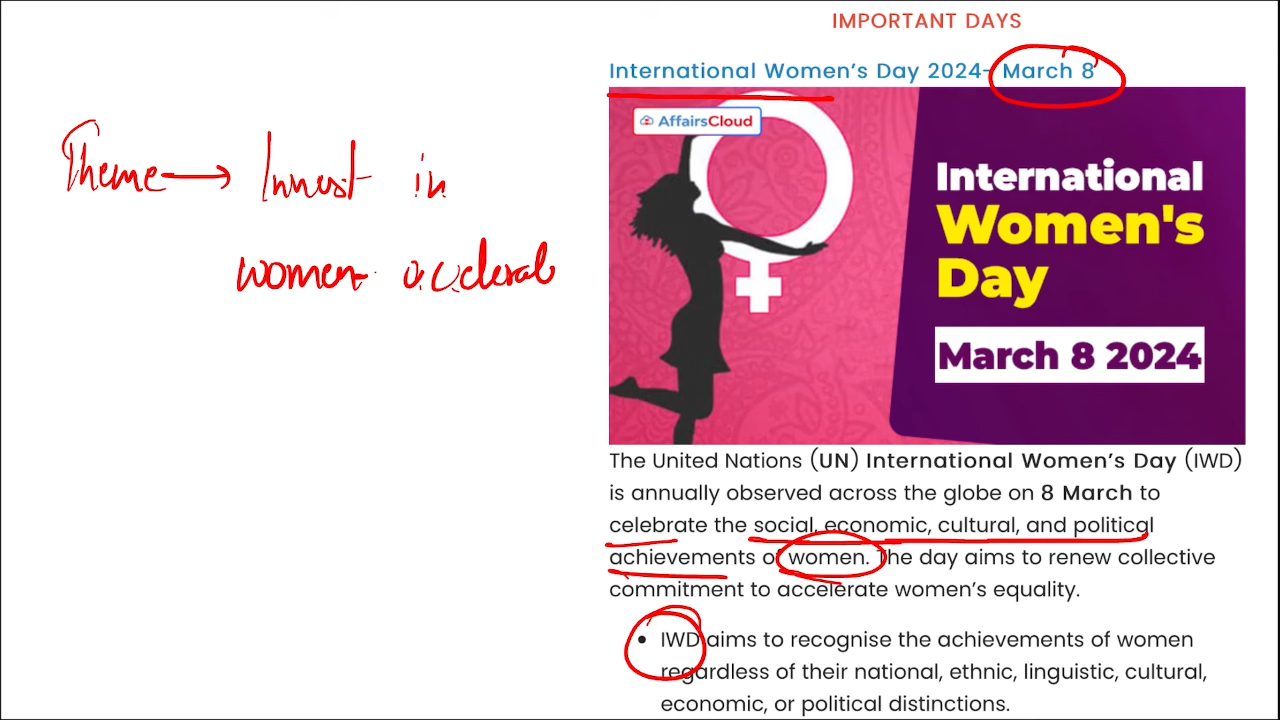 IMPORTANT DAYS
International Women's Day 2024- March 8
Theme → Invest in
women accelerate
AffairsCloud
International
Women's
Day
March 8 2024
The United Nations (UN) International Women's Day (IWD)
is annually observed across the globe on 8 March to
celebrate the social, economic, cultural, and political
achievements of women. The day aims to renew collective
commitment to accelerate women's equality.
• IWD aims to recognise the achievements of women
regardless of their national, ethnic, linguistic, cultural,
economic, or political distinctions.